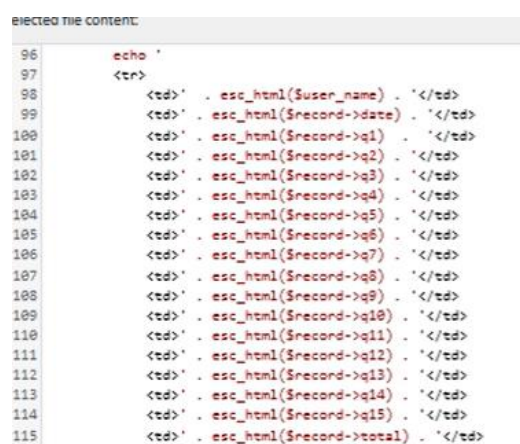 elected file content:
96 echo '
97 <tr>
98 <td>' . esc_html($user_name) . '</td>
99 <td>' . esc_html($record->date) . '</td>
100 <td>' . esc_html($record->q1) . '</td>
101 <td>' . esc_html($record->q2) . '</td>
102 <td>' . esc_html($record->q3) . '</td>
103 <td>' . esc_html($record->q4) . '</td>
104 <td>' . esc_html($record->q5) . '</td>
105 <td>' . esc_html($record->q6) . '</td>
106 <td>' . esc_html($record->q7) . '</td>
107 <td>' . esc_html($record->q8) . '</td>
108 <td>' . esc_html($record->q9) . '</td>
109 <td>' . esc_html($record->q10) . '</td>
110 <td>' . esc_html($record->q11) . '</td>
111 <td>' . esc_html($record->q12) . '</td>
112 <td>' . esc_html($record->q13) . '</td>
113 <td>' . esc_html($record->q14) . '</td>
114 <td>' . esc_html($record->q15) . '</td>
115 <td>' . esc_html($record->total) . '</td>